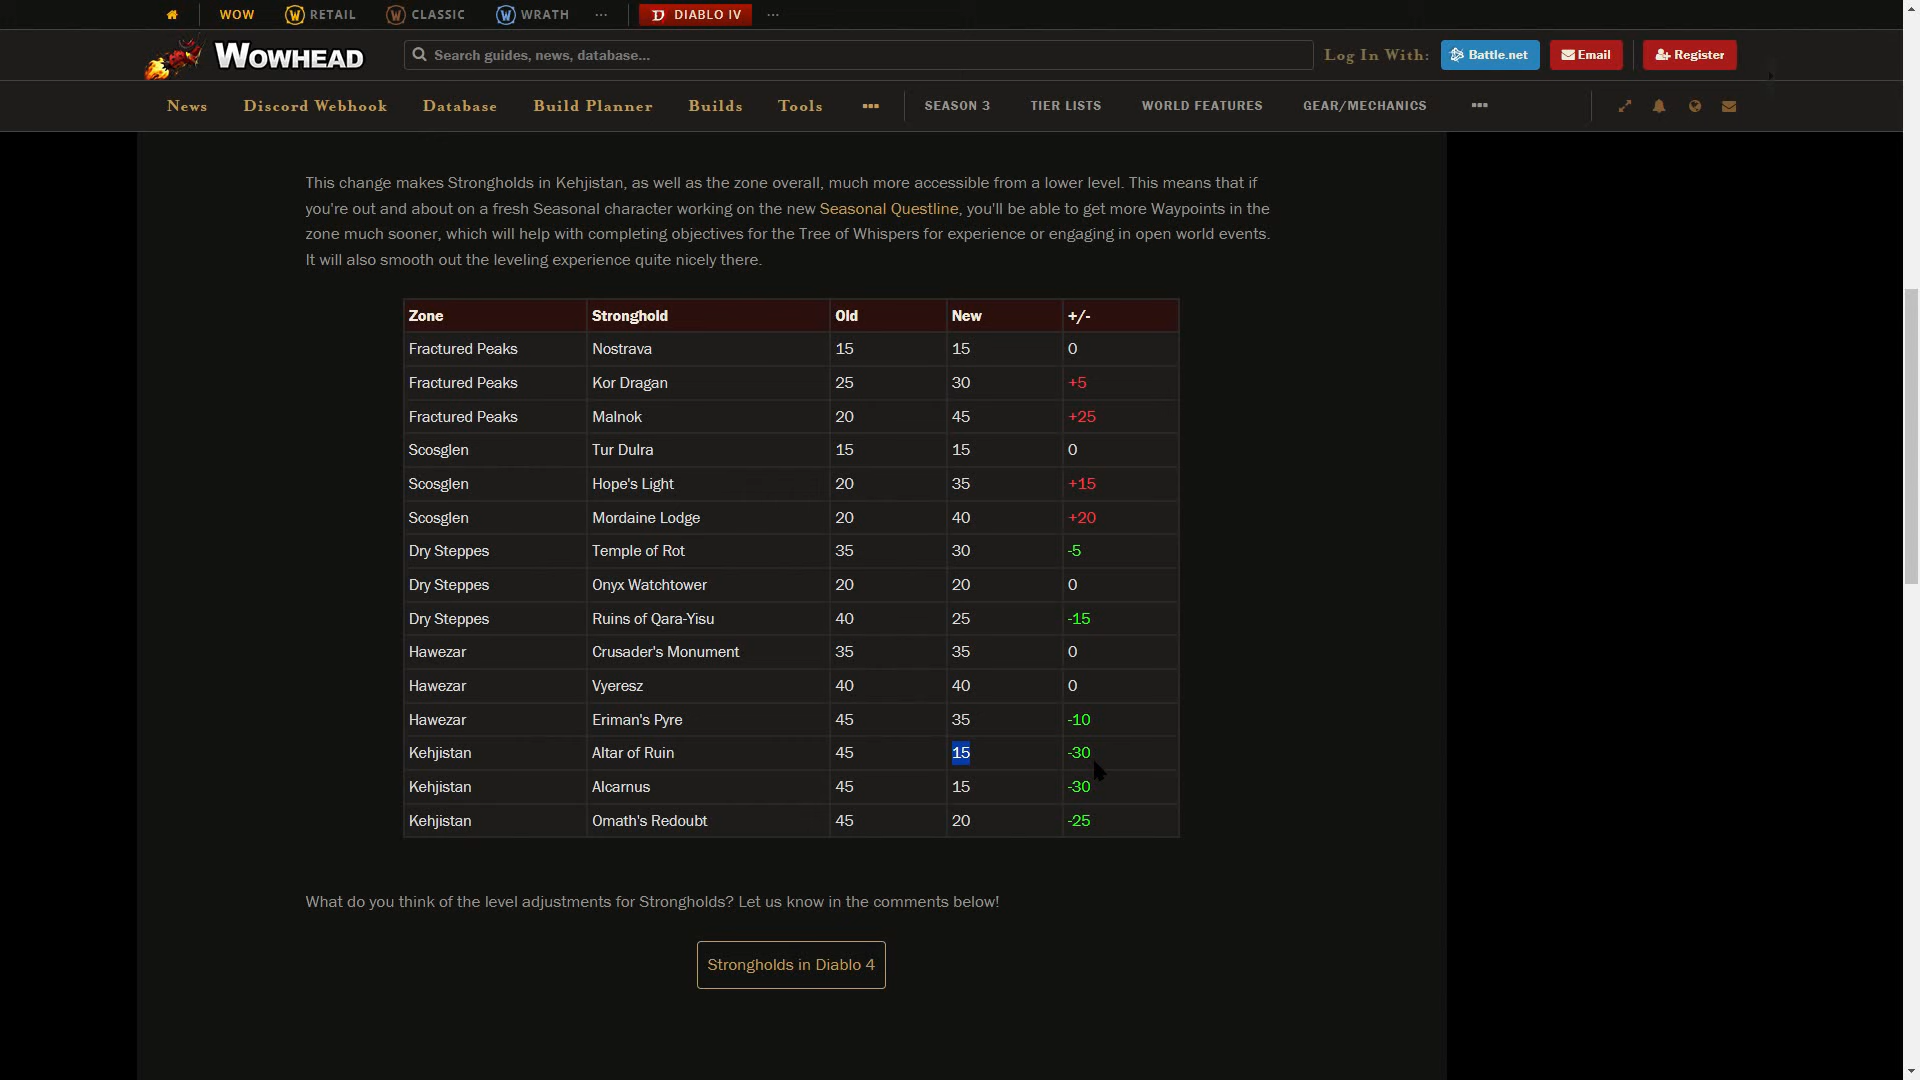 WOW RETAIL CLASSIC WRATH ··· DIABLO IV ···
WOWHEAD Search guides, news, database... Log In With: Battle.net Email Register
News Discord Webhook Database Build Planner Builds Tools ··· SEASON 3 TIER LISTS WORLD FEATURES GEAR/MECHANICS ···
This change makes Strongholds in Kehjistan, as well as the zone overall, much more accessible from a lower level. This means that if
you're out and about on a fresh Seasonal character working on the new Seasonal Questline, you'll be able to get more Waypoints in the
zone much sooner, which will help with completing objectives for the Tree of Whispers for experience or engaging in open world events.
It will also smooth out the leveling experience quite nicely there.
Zone Stronghold Old New +/-
Fractured Peaks Nostrava 15 15 0
Fractured Peaks Kor Dragan 25 30 +5
Fractured Peaks Malnok 20 45 +25
Scosglen Tur Dulra 15 15 0
Scosglen Hope's Light 20 35 +15
Scosglen Mordaine Lodge 20 40 +20
Dry Steppes Temple of Rot 35 30 -5
Dry Steppes Onyx Watchtower 20 20 0
Dry Steppes Ruins of Qara-Yisu 40 25 -15
Hawezar Crusader's Monument 35 35 0
Hawezar Vyeresz 40 40 0
Hawezar Eriman's Pyre 45 35 -10
Kehjistan Altar of Ruin 45 15 -30
Kehjistan Alcarnus 45 15 -30
Kehjistan Omath's Redoubt 45 20 -25
What do you think of the level adjustments for Strongholds? Let us know in the comments below!
Strongholds in Diablo 4